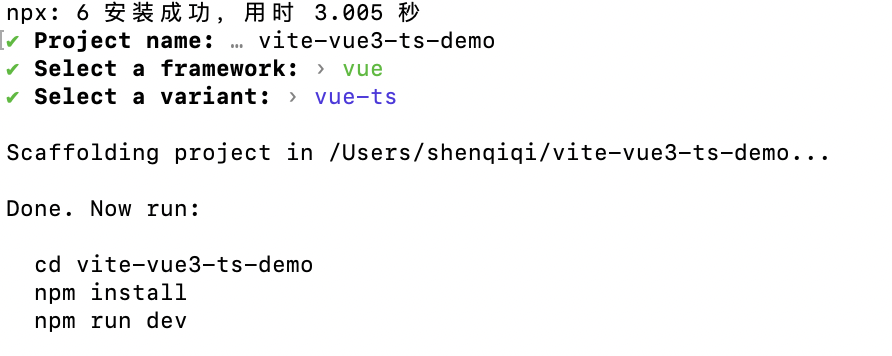 npx: 6 安装成功, 用时 3.005 秒
✔ Project name: … vite-vue3-ts-demo
✔ Select a framework: › vue
✔ Select a variant: › vue-ts
Scaffolding project in /Users/shenqiqi/vite-vue3-ts-demo...
Done. Now run:
cd vite-vue3-ts-demo
npm install
npm run dev